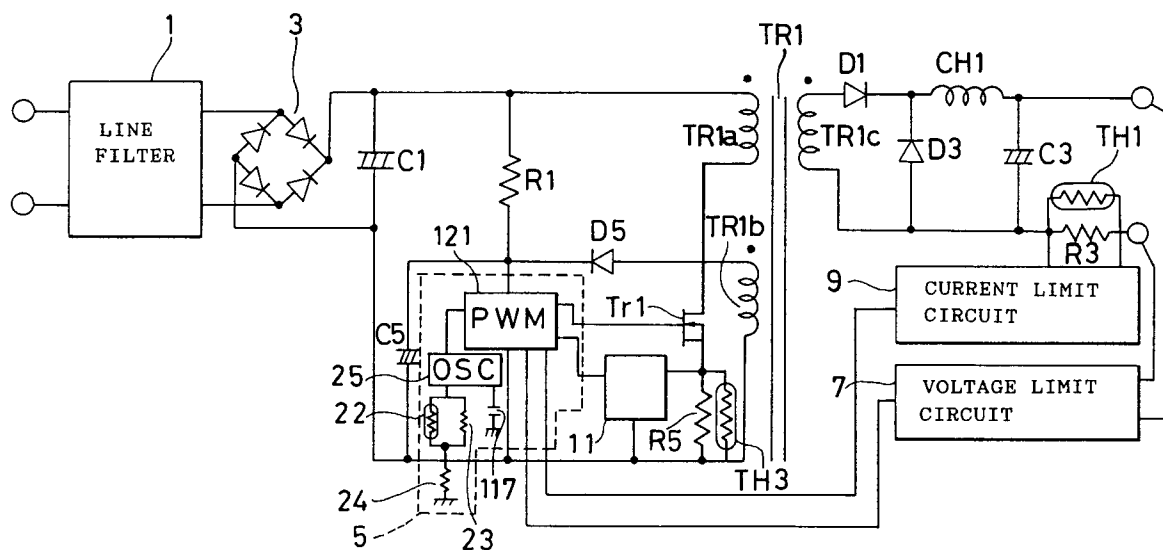 1
3
TR1
D1
CH1
LINE
FILTER
C1
R1
TR1a
TR1c
D3
C3
TH1
TR1b
R3
121
D5
9
CURRENT LIMIT
CIRCUIT
PWM
Tr1
C5
25
OSC
7
VOLTAGE LIMIT
CIRCUIT
22
11
R5
TH3
24
117
5
23